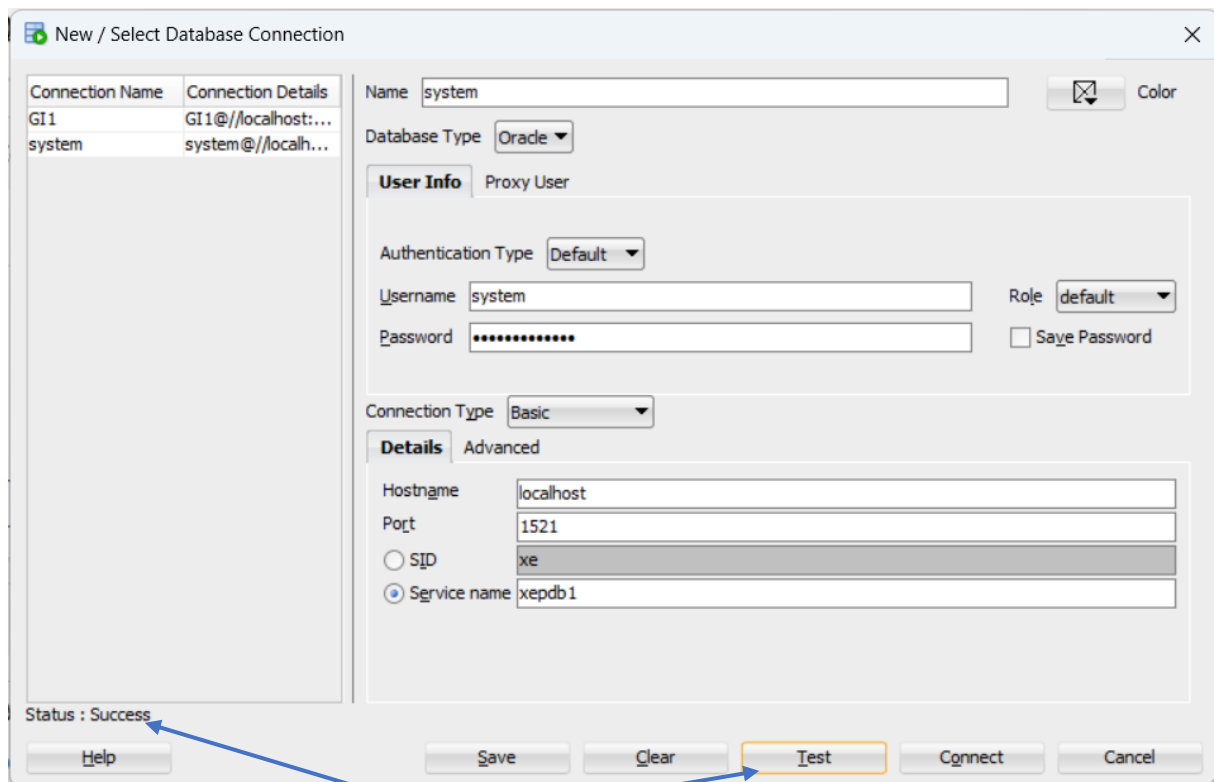 New / Select Database Connection
Connection Name Connection Details
GI1 GI1@//localhost:...
system system@//localh...
Name system Color
Database Type Oracle
User Info Proxy User
Authentication Type Default
Username system Role default
Password ••••••••••••• Save Password
Connection Type Basic
Details Advanced
Hostname localhost
Port 1521
SID xe
Service name xepdb1
Status : Success
Help Save Clear Test Connect Cancel